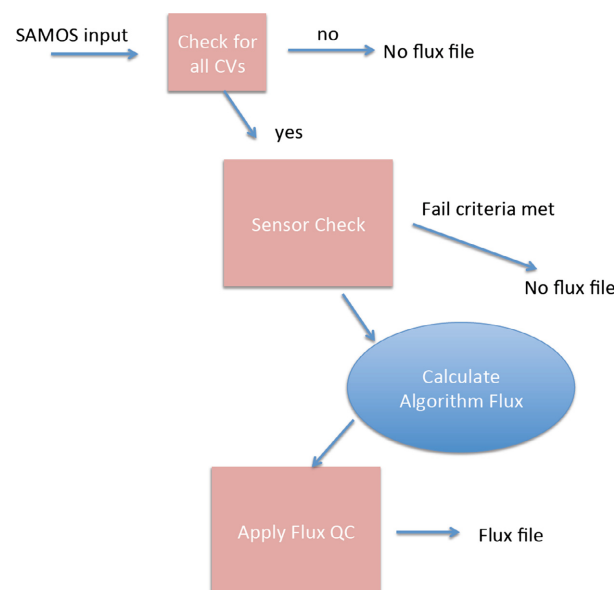 SAMOS input
Check for
all CVs
no
No flux file
yes
Sensor Check
Fail criteria met
No flux file
Calculate
Algorithm Flux
Apply Flux QC
Flux file